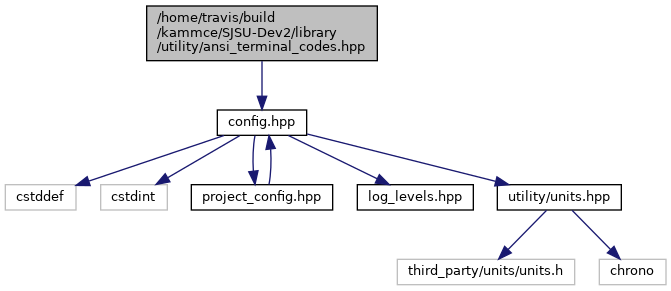 /home/travis/build
/kammce/SJSU-Dev2/library
/utility/ansi_terminal_codes.hpp
config.hpp
cstddef
cstdint
project_config.hpp
log_levels.hpp
utility/units.hpp
third_party/units/units.h
chrono